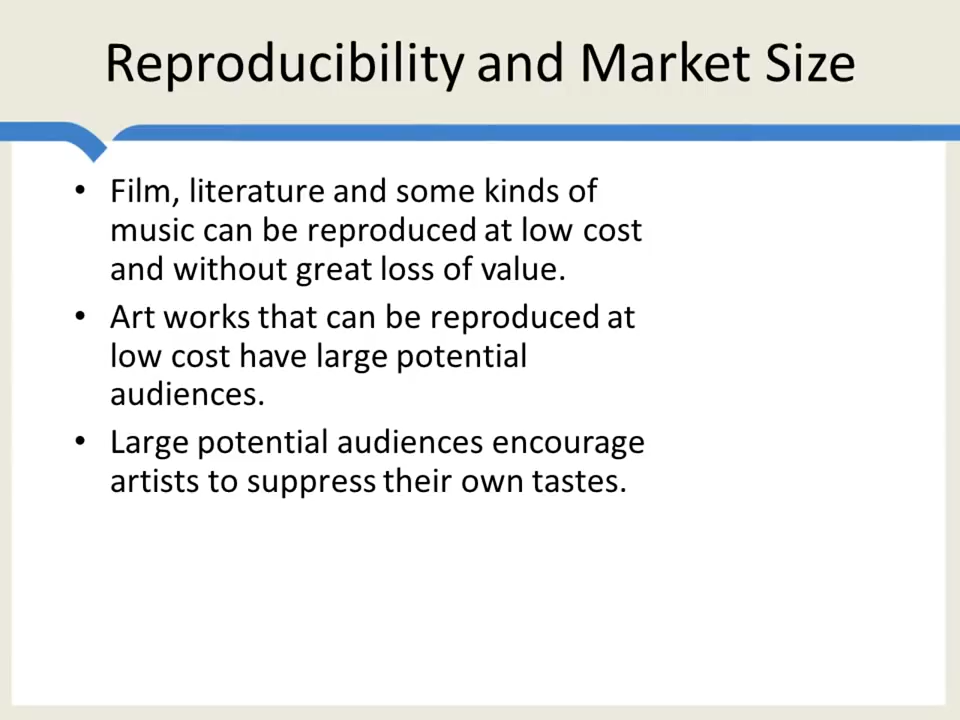 Reproducibility and Market Size
• Film, literature and some kinds of
music can be reproduced at low cost
and without great loss of value.
• Art works that can be reproduced at
low cost have large potential
audiences.
• Large potential audiences encourage
artists to suppress their own tastes.